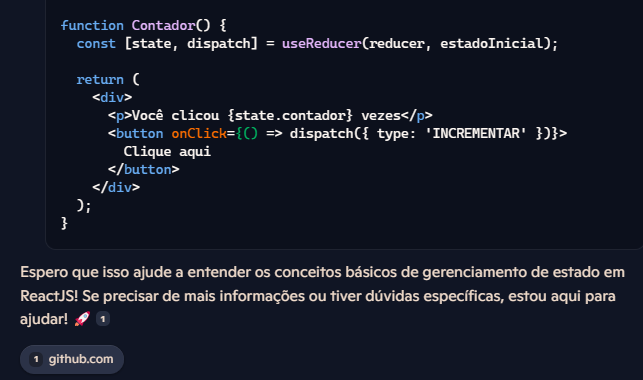 function Contador() {
const [state, dispatch] = useReducer(reducer, estadoInicial);
return (
<div>
<p>Você clicou {state.contador} vezes</p>
<button onClick={() => dispatch({ type: 'INCREMENTAR' })}>
Clique aqui
</button>
</div>
);
}
Espero que isso ajude a entender os conceitos básicos de gerenciamento de estado em
ReactJS! Se precisar de mais informações ou tiver dúvidas específicas, estou aqui para
ajudar! 🚀 1
1 github.com